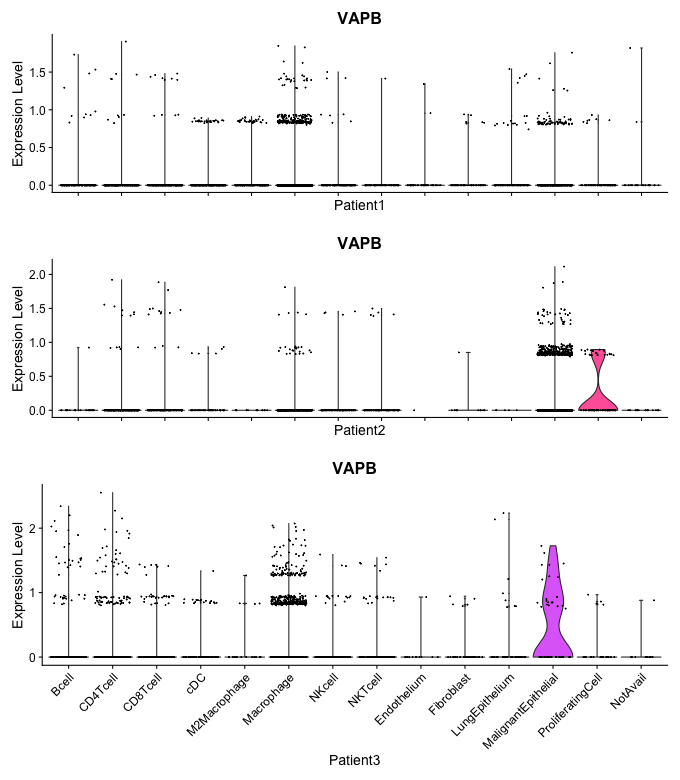 VAPB
Expression Level
1.5
1.0
0.5
0.0
Patient1
VAPB
Expression Level
2.0
1.5
1.0
0.5
0.0
Patient2
VAPB
Expression Level
2
1
0
Bcell
CD4Tcell
CD8Tcell
cDC
M2Macrophage
Macrophage
NKcell
NKTcell
Endothelium
Fibroblast
LungEpithelium
MalignantEpithelial
ProliferatingCell
NotAvail
Patient3